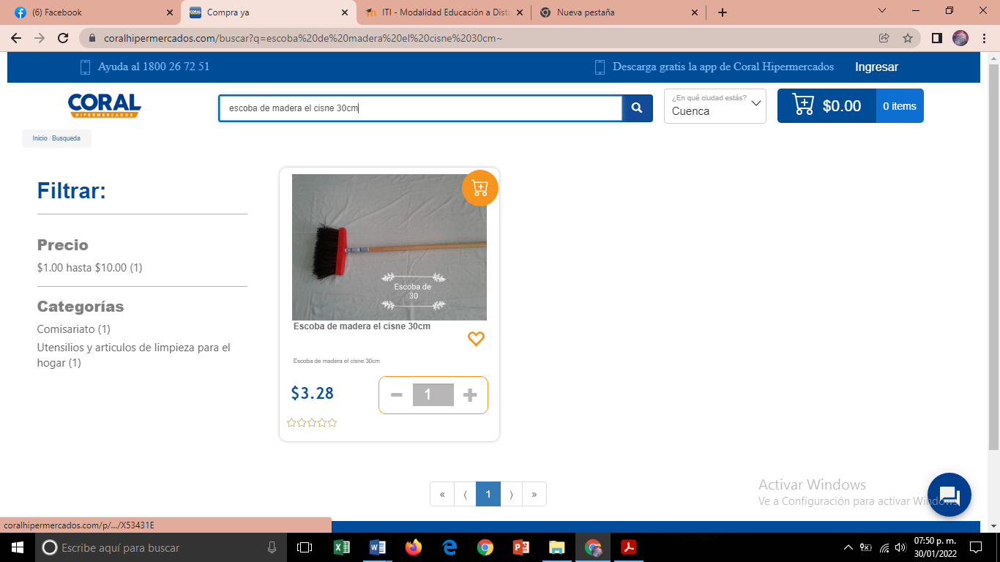 (6) Facebook
Compra ya
ITI - Modalidad Educación a Dista
Nueva pestaña
coralhipermercados.com/buscar?q=escoba%20de%20madera%20el%20cisne%2030cm~
Ayuda al 1800 26 72 51
Descarga gratis la app de Coral Hipermercados
Ingresar
CORAL
HIPERMERCADOS
escoba de madera el cisne 30cm
¿En qué ciudad estás?
Cuenca
$0.00
0 items
Inicio / Busqueda
Filtrar:
Precio
$1.00 hasta $10.00 (1)
Categorías
Comisariato (1)
Utensilios y articulos de limpieza para el
hogar (1)
Escoba de
30
Escoba de madera el cisne 30cm
Escoba de madera el cisne 30cm
$3.28
1
« ⟨ 1 ⟩ »
Activar Windows
Ve a Configuración para activar Windows.
coralhipermercados.com/p/.../X53431E
Escribe aquí para buscar
07:50 p. m.
30/01/2022